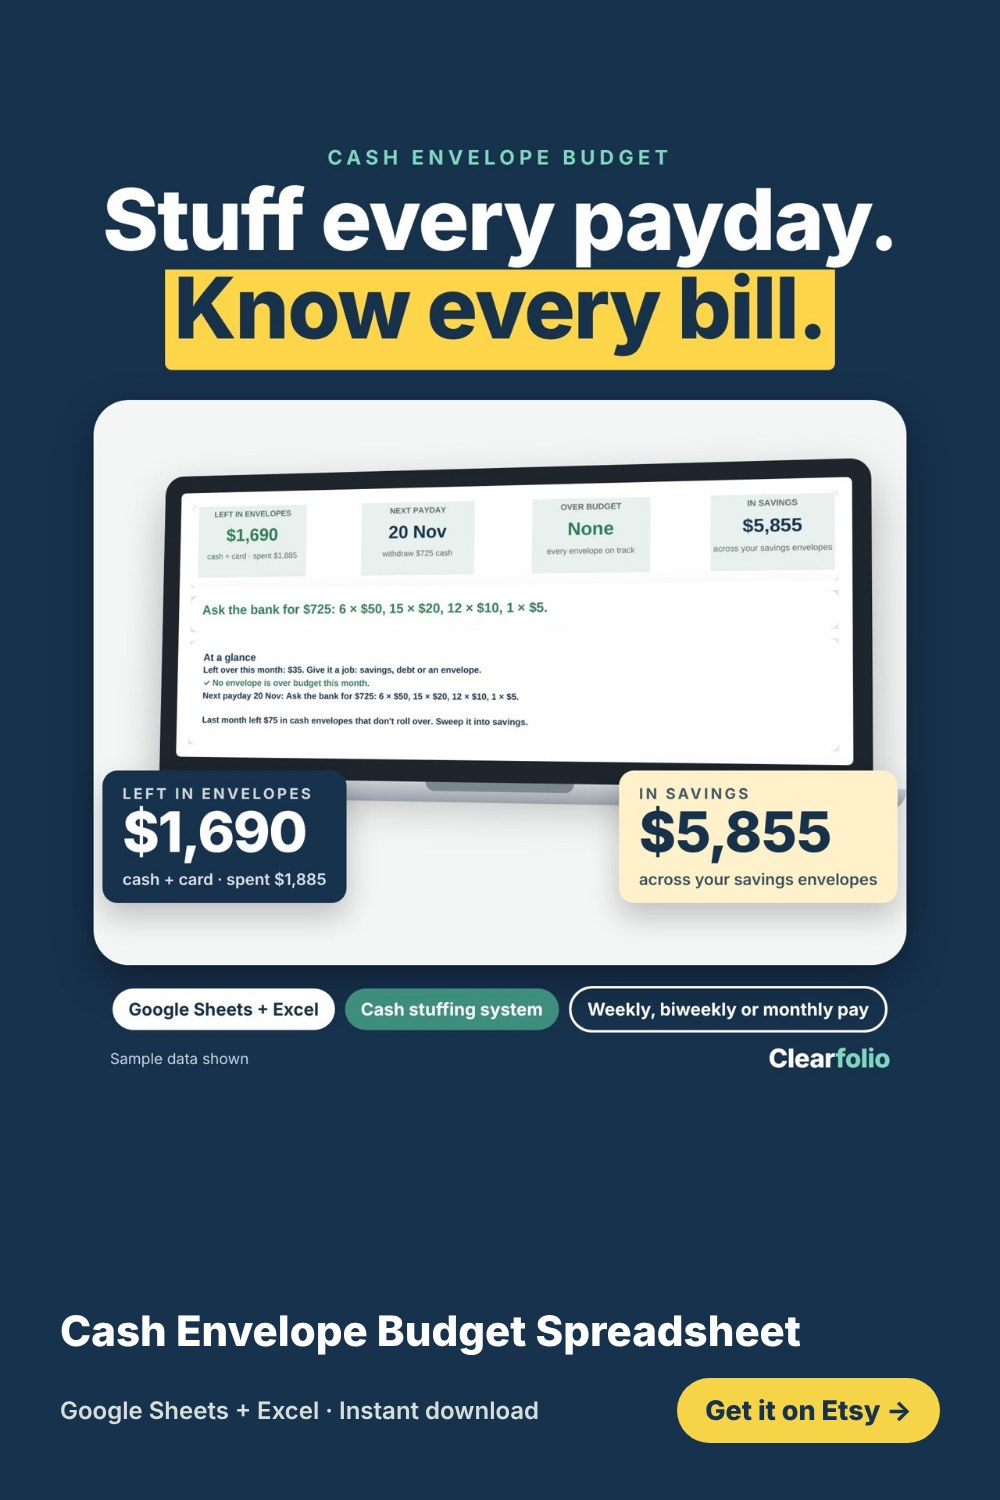 CASH ENVELOPE BUDGET
Stuff every payday.
Know every bill.
LEFT IN ENVELOPES
$1,690
cash + card · spent $1,885
NEXT PAYDAY
20 Nov
withdraw $725 cash
OVER BUDGET
None
every envelope on track
IN SAVINGS
$5,855
across your savings envelopes
Ask the bank for $725: 6 × $50, 15 × $20, 12 × $10, 1 × $5.
At a glance
Left over this month: $35. Give it a job: savings, debt or an envelope.
✓ No envelope is over budget this month.
Next payday 20 Nov: Ask the bank for $725: 6 × $50, 15 × $20, 12 × $10, 1 × $5.
Last month left $75 in cash envelopes that don't roll over. Sweep it into savings.
LEFT IN ENVELOPES
$1,690
cash + card · spent $1,885
IN SAVINGS
$5,855
across your savings envelopes
Google Sheets + Excel
Cash stuffing system
Weekly, biweekly or monthly pay
Sample data shown
Clearfolio
Cash Envelope Budget Spreadsheet
Google Sheets + Excel · Instant download
Get it on Etsy →